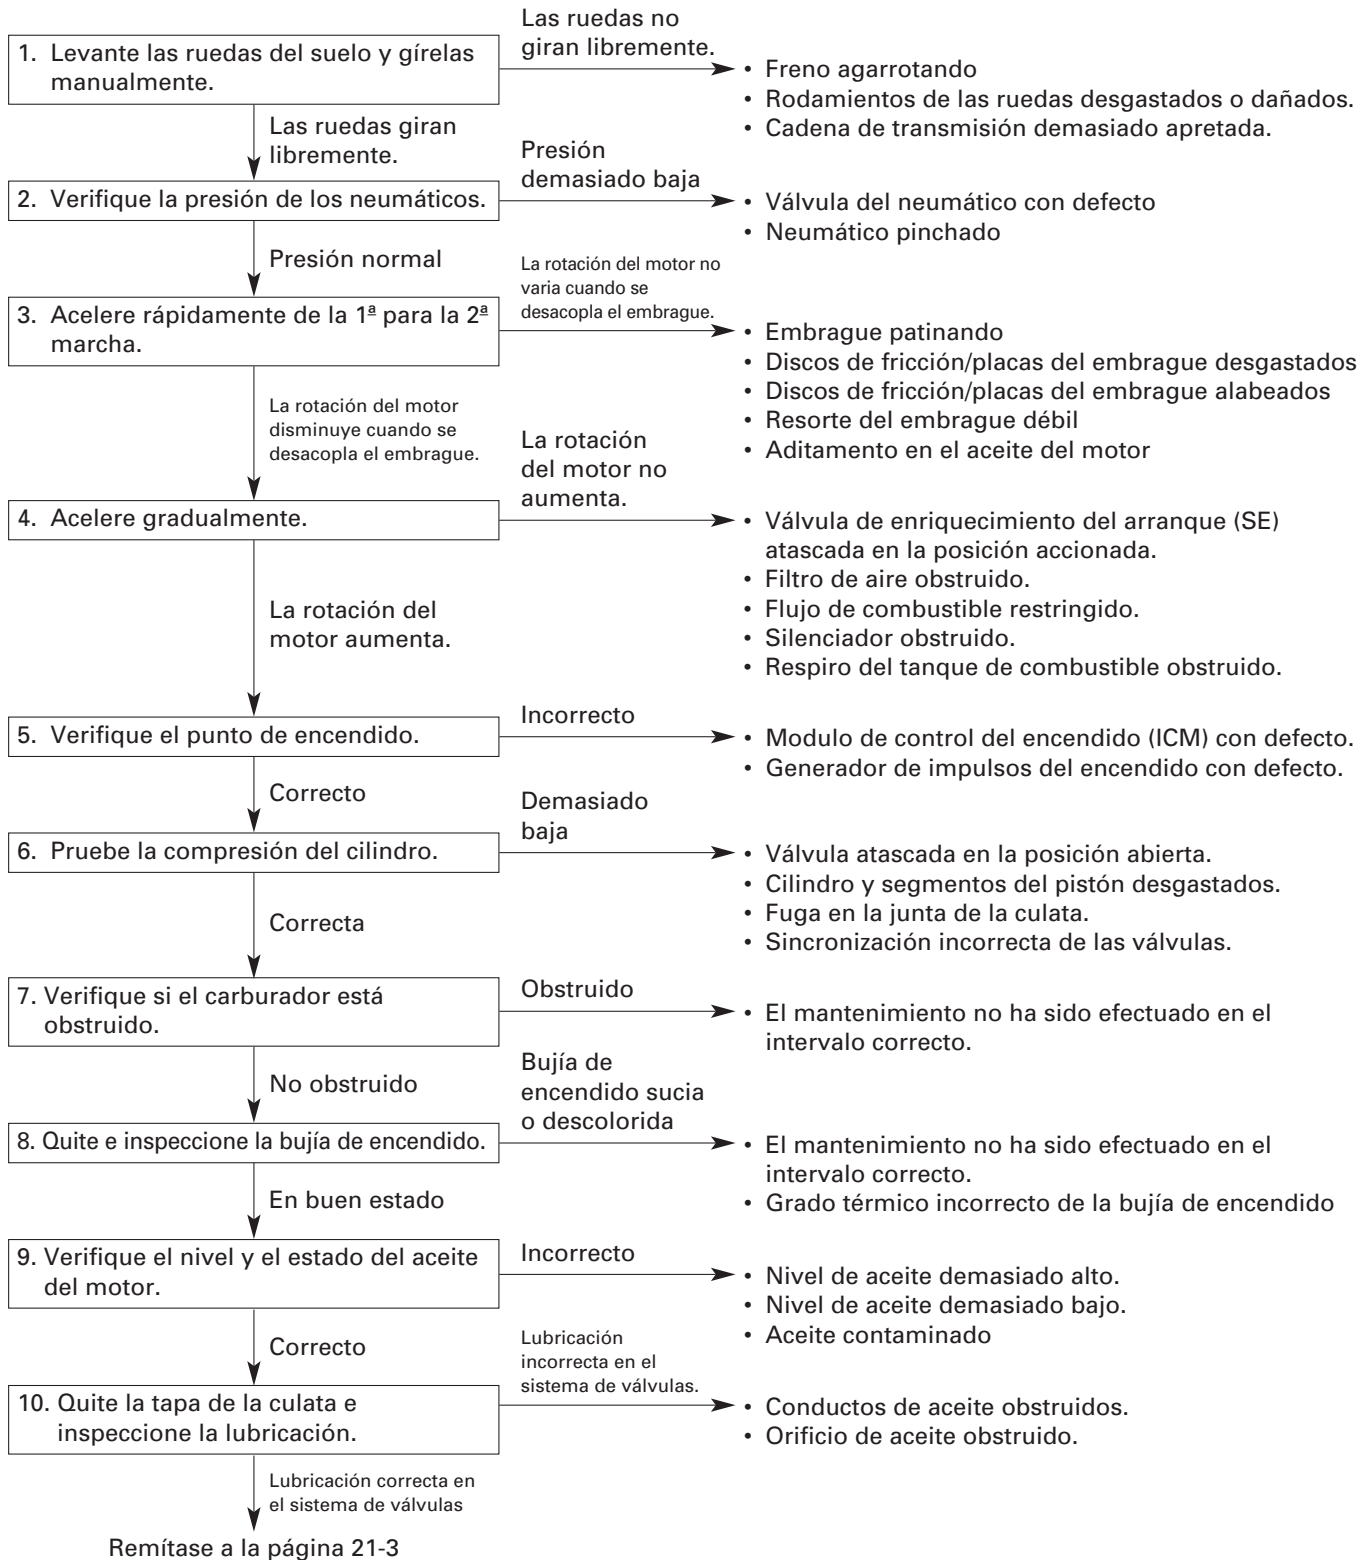 Las ruedas no
giran libremente.
1. Levante las ruedas del suelo y gírelas
manualmente.
• Freno agarrotando
• Rodamientos de las ruedas desgastados o dañados.
• Cadena de transmisión demasiado apretada.
Las ruedas giran
libremente.
Presión
demasiado baja
2. Verifique la presión de los neumáticos.
• Válvula del neumático con defecto
• Neumático pinchado
Presión normal
La rotación del motor no
varia cuando se
desacopla el embrague.
3. Acelere rápidamente de la 1ª para la 2ª
marcha.
• Embrague patinando
• Discos de fricción/placas del embrague desgastados
• Discos de fricción/placas del embrague alabeados
• Resorte del embrague débil
• Aditamento en el aceite del motor
La rotación del motor
disminuye cuando se
desacopla el embrague.
La rotación
del motor no
aumenta.
4. Acelere gradualmente.
• Válvula de enriquecimiento del arranque (SE)
atascada en la posición accionada.
• Filtro de aire obstruido.
• Flujo de combustible restringido.
• Silenciador obstruido.
• Respiro del tanque de combustible obstruido.
La rotación del
motor aumenta.
Incorrecto
5. Verifique el punto de encendido.
• Modulo de control del encendido (ICM) con defecto.
• Generador de impulsos del encendido con defecto.
Correcto
Demasiado
baja
6. Pruebe la compresión del cilindro.
• Válvula atascada en la posición abierta.
• Cilindro y segmentos del pistón desgastados.
• Fuga en la junta de la culata.
• Sincronización incorrecta de las válvulas.
Correcta
Obstruido
7. Verifique si el carburador está
obstruido.
• El mantenimiento no ha sido efectuado en el
intervalo correcto.
No obstruido
Bujía de
encendido sucia
o descolorida
8. Quite e inspeccione la bujía de encendido.
• El mantenimiento no ha sido efectuado en el
intervalo correcto.
• Grado térmico incorrecto de la bujía de encendido
En buen estado
Incorrecto
9. Verifique el nivel y el estado del aceite
del motor.
• Nivel de aceite demasiado alto.
• Nivel de aceite demasiado bajo.
• Aceite contaminado
Correcto
Lubricación
incorrecta en el
sistema de válvulas.
10. Quite la tapa de la culata e
inspeccione la lubricación.
• Conductos de aceite obstruidos.
• Orificio de aceite obstruido.
Lubricación correcta en
el sistema de válvulas
Remítase a la página 21-3